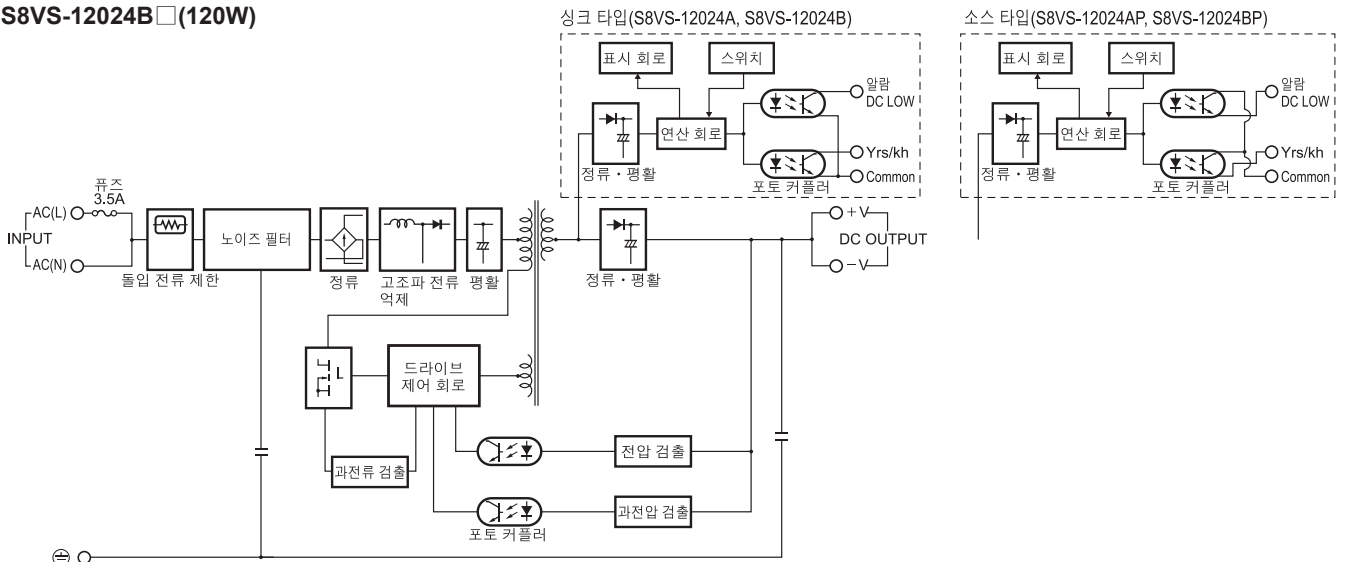 S8VS-12024B□(120W)
싱크 타입(S8VS-12024A, S8VS-12024B)
표시 회로
스위치
알람
DC LOW
연산 회로
Yrs/kh
Common
정류・평활
포토 커플러
소스 타입(S8VS-12024AP, S8VS-12024BP)
표시 회로
스위치
알람
DC LOW
연산 회로
Yrs/kh
Common
정류・평활
포토 커플러
퓨즈
3.5A
AC(L)
INPUT
AC(N)
노이즈 필터
돌입 전류 제한
정류
고조파 전류
억제
평활
정류・평활
+V
DC OUTPUT
-V
드라이브
제어 회로
과전류 검출
전압 검출
과전압 검출
포토 커플러